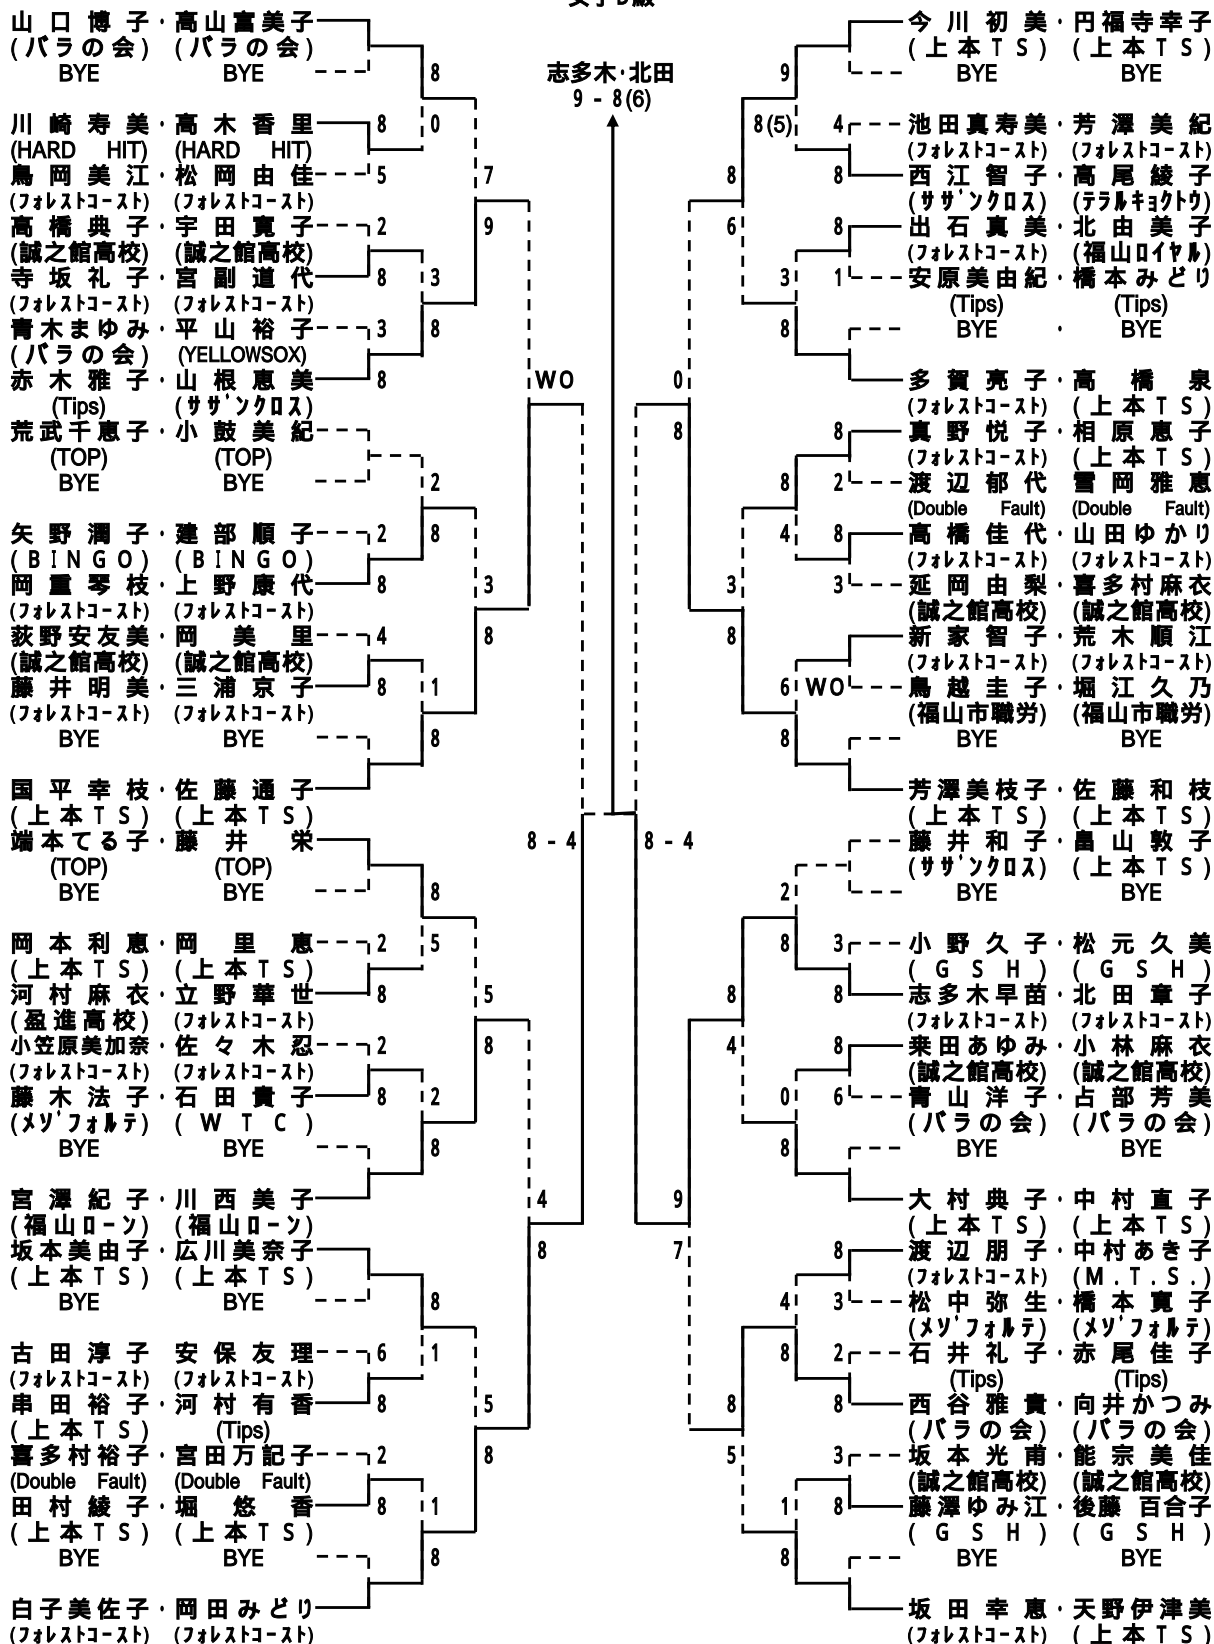 志多木・北田
9 - 8(6)
山口博子・高山富美子
(バラの会) (バラの会)
BYE BYE
8
川崎寿美・高木香里 8 0
(HARD HIT) (HARD HIT)
鳥岡美江・松岡由佳 5 7
(フォレストコースト) (フォレストコースト)
高橋典子・宇田寛子 2 9
(誠之館高校) (誠之館高校)
寺坂礼子・宮副道代 8 3
(フォレストコースト) (フォレストコースト)
青木まゆみ・平山裕子 3 8
(バラの会) (YELLOWSOX)
赤木雅子・山根恵美 8 WO
(Tips) (サザンクロス)
荒武千恵子・小鼓美紀
(TOP) (TOP)
BYE BYE 2
矢野潤子・建部順子 2 8
(BINGO) (BINGO)
岡重琴枝・上野康代 8 3
(フォレストコースト) (フォレストコースト)
荻野安友美・岡美里 4 8
(誠之館高校) (誠之館高校)
藤井明美・三浦京子 8 1
(フォレストコースト) (フォレストコースト)
BYE BYE 8
国平幸枝・佐藤通子
(上本TS) (上本TS)
端本てる子・藤井栄 8 - 4
(TOP) (TOP)
BYE BYE 8
岡本利恵・岡里恵 2 5
(上本TS) (上本TS)
河村麻衣・立野華世 8 5
(盈進高校) (フォレストコースト)
小笠原美加奈・佐々木忍 2 8
(フォレストコースト) (フォレストコースト)
藤木法子・石田貴子 8 2
(メゾフォルテ) (WTC)
BYE BYE 8
宮澤紀子・川西美子 4
(福山ローン) (福山ローン)
坂本美由子・広川美奈子 8
(上本TS) (上本TS)
BYE BYE 8
古田淳子 安保友理 6 1
(フォレストコースト) (フォレストコースト)
串田裕子・河村有香 8 5
(上本TS) (Tips)
喜多村裕子・宮田万記子 2 8
(Double Fault) (Double Fault)
田村綾子・堀悠香 8 1
(上本TS) (上本TS)
BYE BYE 8
白子美佐子・岡田みどり
(フォレストコースト) (フォレストコースト)
今川初美・円福寺幸子
(上本TS) (上本TS)
9 BYE BYE
8(5) 4 池田真寿美・芳澤美紀
(フォレストコースト) (フォレストコースト)
8 8 西江智子・高尾綾子
(サザンクロス) (テラルキョクトウ)
6 8 出石真美・北由美子
(フォレストコースト) (福山ロイヤル)
3 1 安原美由紀・橋本みどり
(Tips) (Tips)
8 BYE ・ BYE
0 多賀亮子・高橋泉
(フォレストコースト) (上本TS)
8 8 真野悦子・相原恵子
(フォレストコースト) (上本TS)
8 2 渡辺郁代 雪岡雅恵
(Double Fault) (Double Fault)
4 8 高橋佳代・山田ゆかり
(フォレストコースト) (フォレストコースト)
3 3 延岡由梨・喜多村麻衣
(誠之館高校) (誠之館高校)
8 新家智子・荒木順江
(フォレストコースト) (フォレストコースト)
6 WO 鳥越圭子・堀江久乃
(福山市職労) (福山市職労)
8 BYE BYE
芳澤美枝子・佐藤和枝
(上本TS) (上本TS)
8 - 4 藤井和子・畠山敦子
(サザンクロス) (上本TS)
2 BYE BYE
8 3 小野久子・松元久美
(GSH) (GSH)
8 8 志多木早苗・北田章子
(フォレストコースト) (フォレストコースト)
4 8 来田あゆみ・小林麻衣
(誠之館高校) (誠之館高校)
0 6 青山洋子・占部芳美
(バラの会) (バラの会)
8 BYE BYE
9 大村典子・中村直子
(上本TS) (上本TS)
7 8 渡辺朋子・中村あき子
(フォレストコースト) (M.T.S.)
4 3 松中弥生・橋本寛子
(メゾフォルテ) (メゾフォルテ)
8 2 石井礼子・赤尾佳子
(Tips) (Tips)
8 8 西谷雅貴・向井かつみ
(バラの会) (バラの会)
5 3 坂本光甫・能宗美佳
(誠之館高校) (誠之館高校)
1 8 藤澤ゆみ江・後藤百合子
(GSH) (GSH)
8 BYE BYE
坂田幸恵・天野伊津美
(フォレストコースト) (上本TS)